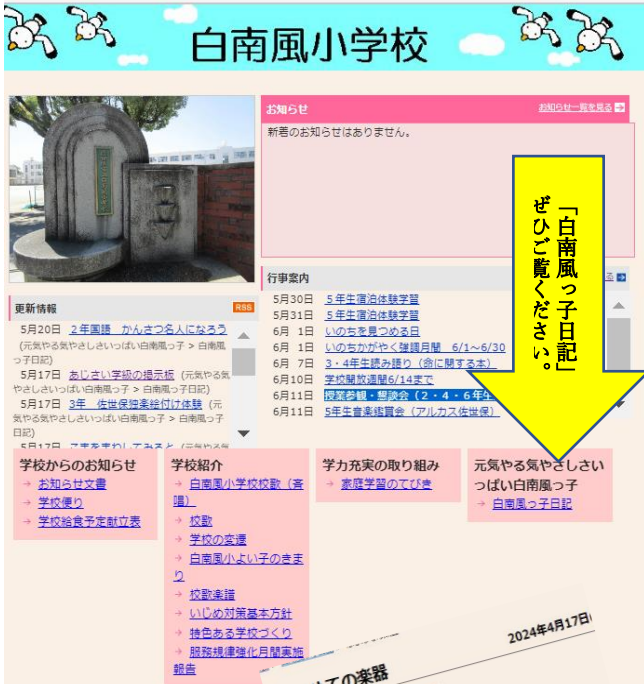 白南風小学校
お知らせ
お知らせ一覧を見る
新着のお知らせはありません。
「白南風っ子日記」
ぜひご覧ください。
行事案内
る
5月30日 5年生宿泊体験学習
5月31日 5年生宿泊体験学習
6月 1日 いのちを見つめる日
6月 1日 いのちかがやく強調月間 6/1~6/30
6月 7日 3・4年生読み語り(命に関する本)
6月10日 学校開放週間6/14まで
6月11日 授業参観・懇談会(2・4・6年生
6月11日 5年生音楽鑑賞会(アルカス佐世保)
更新情報
RSS
5月20日 2年国語 かんさつ名人になろう
(元気やる気やさしさいっぱい白南風っ子 > 白南風
っ子日記)
5月17日 あじさい学級の掲示板 (元気やる気
やさしさいっぱい白南風っ子 > 白南風っ子日記)
5月17日 3年 佐世保独楽絵付け体験 (元
気やる気やさしさいっぱい白南風っ子 > 白南風っ子
日記)
5月17日 こまをまわしてみると (元気やる気
学校からのお知らせ
→ お知らせ文書
→ 学校便り
→ 学校給食予定献立表
学校紹介
→ 白南風小学校校歌(斉
唱)
→ 校歌
→ 学校の変遷
→ 白南風小よい子のきま
り
→ 校歌楽譜
→ いじめ対策基本方針
→ 特色ある学校づくり
→ 服務規律強化月間実施
報告
学力充実の取り組み
→ 家庭学習のてびき
元気やる気やさしさい
っぱい白南風っ子
→ 白南風っ子日記
2024年4月17日
ての楽器